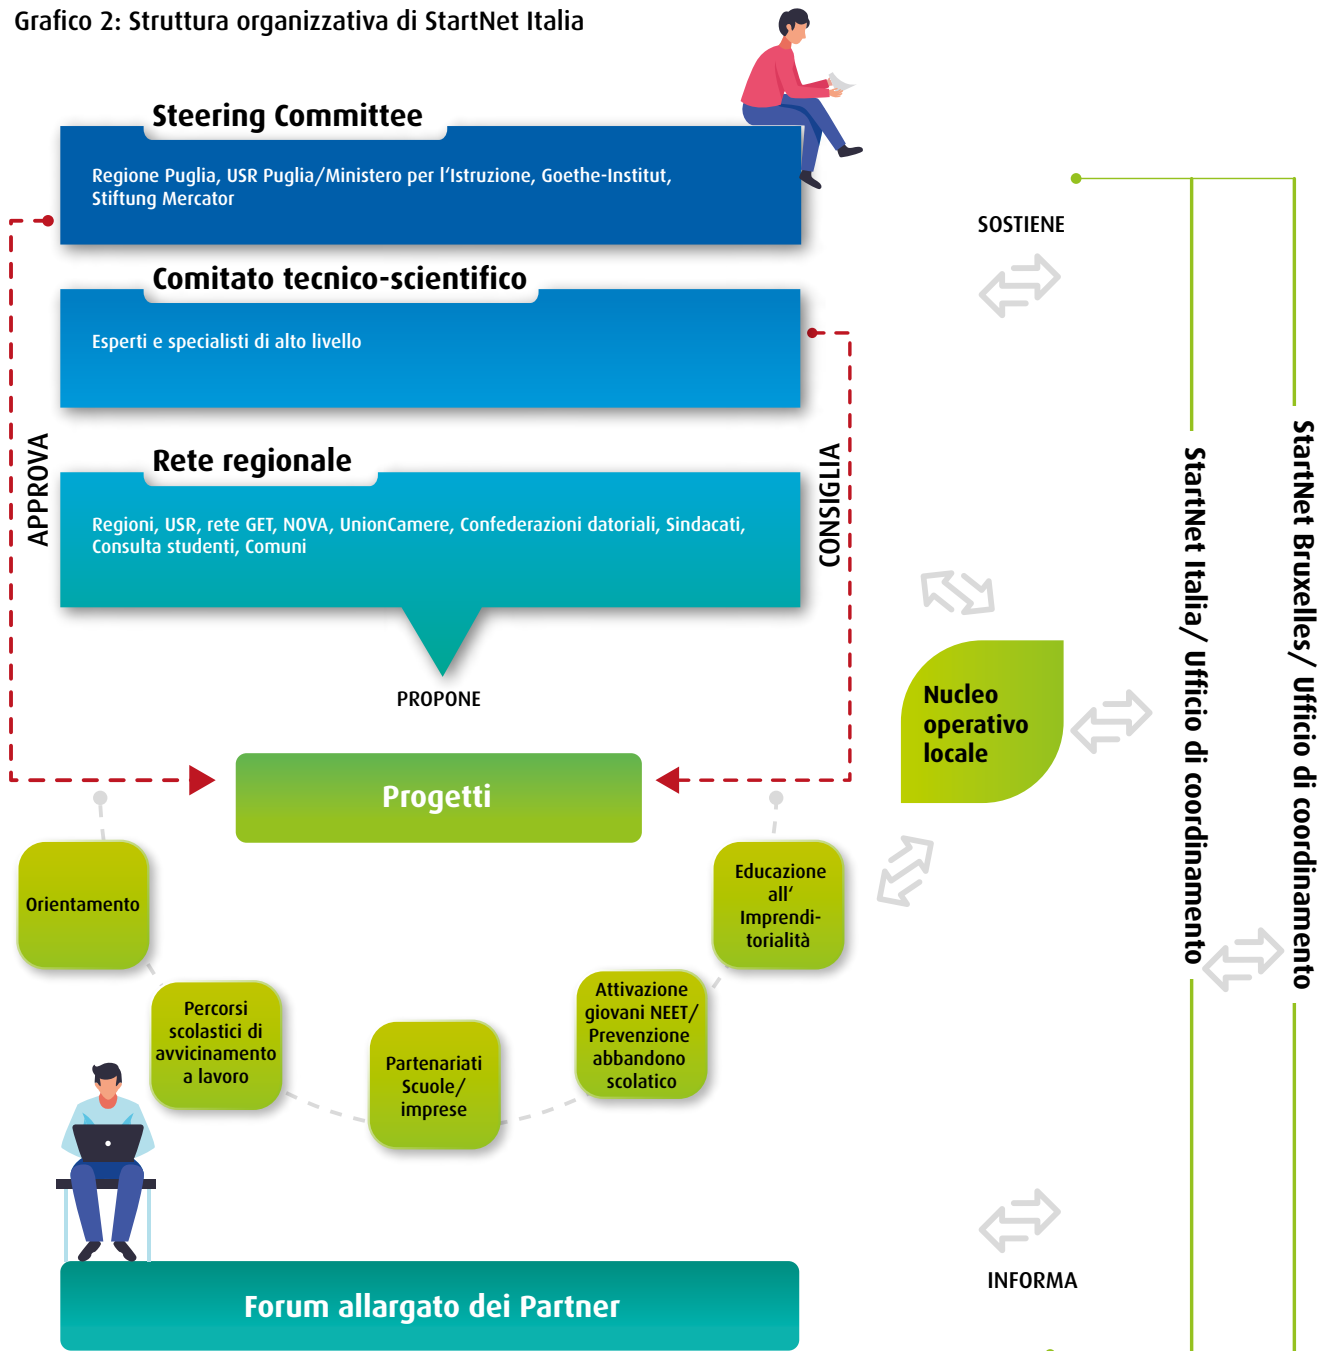 Grafico 2: Struttura organizzativa di StartNet Italia
Steering Committee
Regione Puglia, USR Puglia/Ministero per l‘Istruzione, Goethe-Institut,
Stiftung Mercator
Comitato tecnico-scientifico
Esperti e specialisti di alto livello
Rete regionale
Regioni, USR, rete GET, NOVA, UnionCamere, Confederazioni datoriali, Sindacati,
Consulta studenti, Comuni
APPROVA
CONSIGLIA
PROPONE
Progetti
Orientamento
Percorsi
scolastici di
avvicinamento
a lavoro
Partenariati
Scuole/
imprese
Attivazione
giovani NEET/
Prevenzione
abbandono
scolatico
Educazione
all‘
Imprendi-
torialità
Forum allargato dei Partner
SOSTIENE
Nucleo
operativo
locale
INFORMA
StartNet Italia/ Ufficio di coordinamento
StartNet Bruxelles/ Ufficio di coordinamento